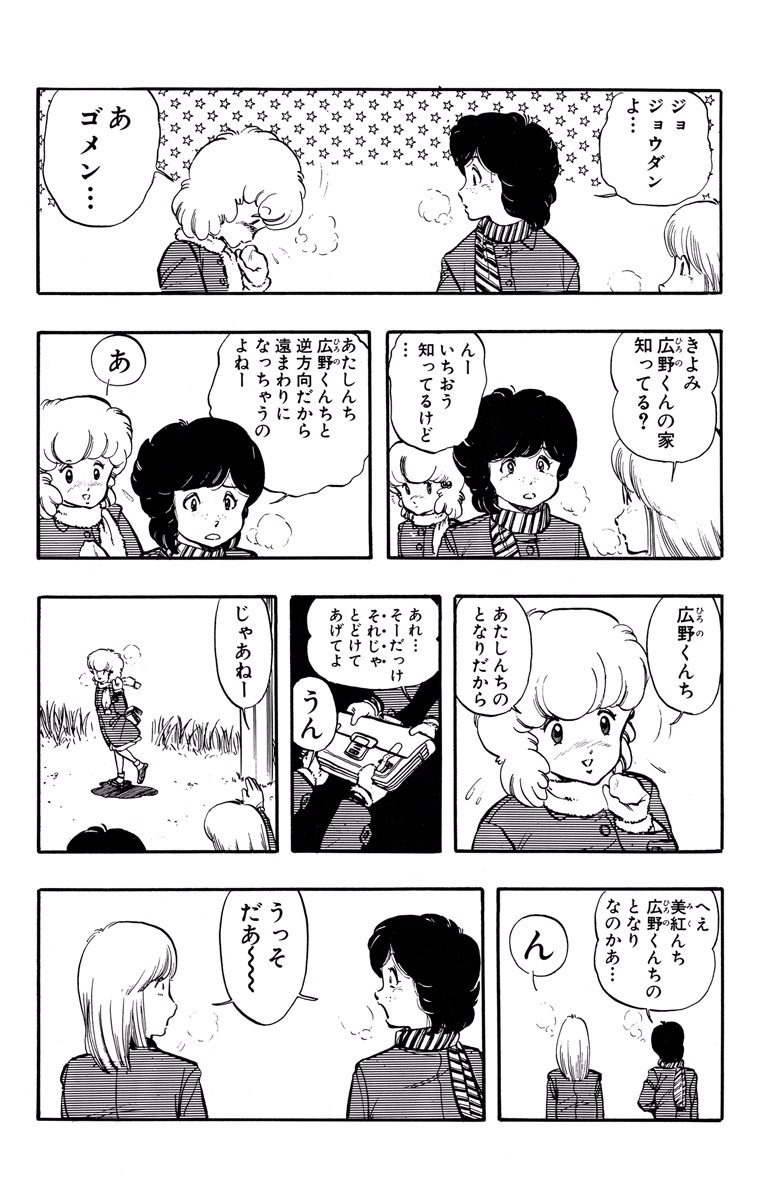 ジョ
ジョウダン
よ…
あ
ゴメン…
きよみ
広野くんの家
知ってる？
んー
いちおう
知ってるけど
…
あたしんち
広野くんちと
逆方向だから
遠まわりに
なっちゃうの
よねー
あ
広野くんち
あたしんちの
となりだから
あれ…
そーだっけ
それじゃ
とどけて
あげてよ
うん
じゃあねー
へえ
美紅んち
広野くんちの
となり
なのかあ…
ん
うっそ
だあ〜〜